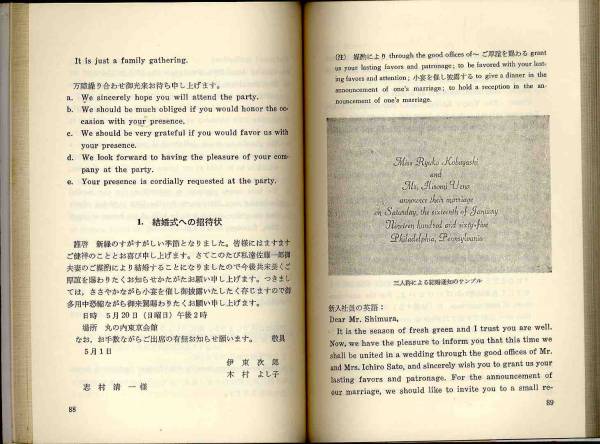 It is just a family gathering.
万障繰り合わせ御光来お待ち申し上げます。
a. We sincerely hope you will attend the party.
b. We should be much obliged if you would honor the oc-
casion with your presence.
c. We should be very grateful if you would favor us with
your presence.
d. We look forward to having the pleasure of your com-
pany at the party.
e. Your presence is cordially requested at the party.
1. 結婚式への招待状
謹啓 新緑のすがすがしい季節となりました。皆様にはますます
ご健祥のこととお喜び申し上げます。さてこのたび私達佐藤一郎御
夫妻のご媒酌により結婚することになりましたので今後共末長くご
厚誼を賜わりたくお知らせかたがたお願い申し上げます。つきまし
ては、ささやかながら小宴を催し御披露いたしたく存じますので御
多用中恐縮ながら御来駕賜わりたくお願い申し上げます。
日時 5月20日(日曜日)午後2時
場所 丸の内東京会館
なお、お手数ながらご出席の有無お知らせ願います。 敬具
5月1日
伊東次郎
木村よし子
志村清一様
88
(注) 媒酌により through the good offices of~ ご厚誼を賜わる grant
us your lasting favors and patronage; to be favored with your last-
ing favors and attention; 小宴を催し披露する to give a dinner in the
announcement of one's marriage; to hold a reception in the an-
nouncement of one's marriage.
Miss Ryuko Kobayashi
and
Mr. Hisomi Ueno
announce their marriage
on Saturday, the sixteenth of January
Nineteen hundred and sixty-five
Philadelphia, Pennsylvania
二人称による結婚通知のサンプル
新入社員の英語:
Dear Mr. Shimura,
It is the season of fresh green and I trust you are well.
Now, we have the pleasure to inform you that this time we
shall be united in a wedding through the good offices of Mr.
and Mrs. Ichiro Sato, and sincerely wish you to grant us your
lasting favors and patronage. For the announcement of
our marriage, we should like to invite you to a small re-
89